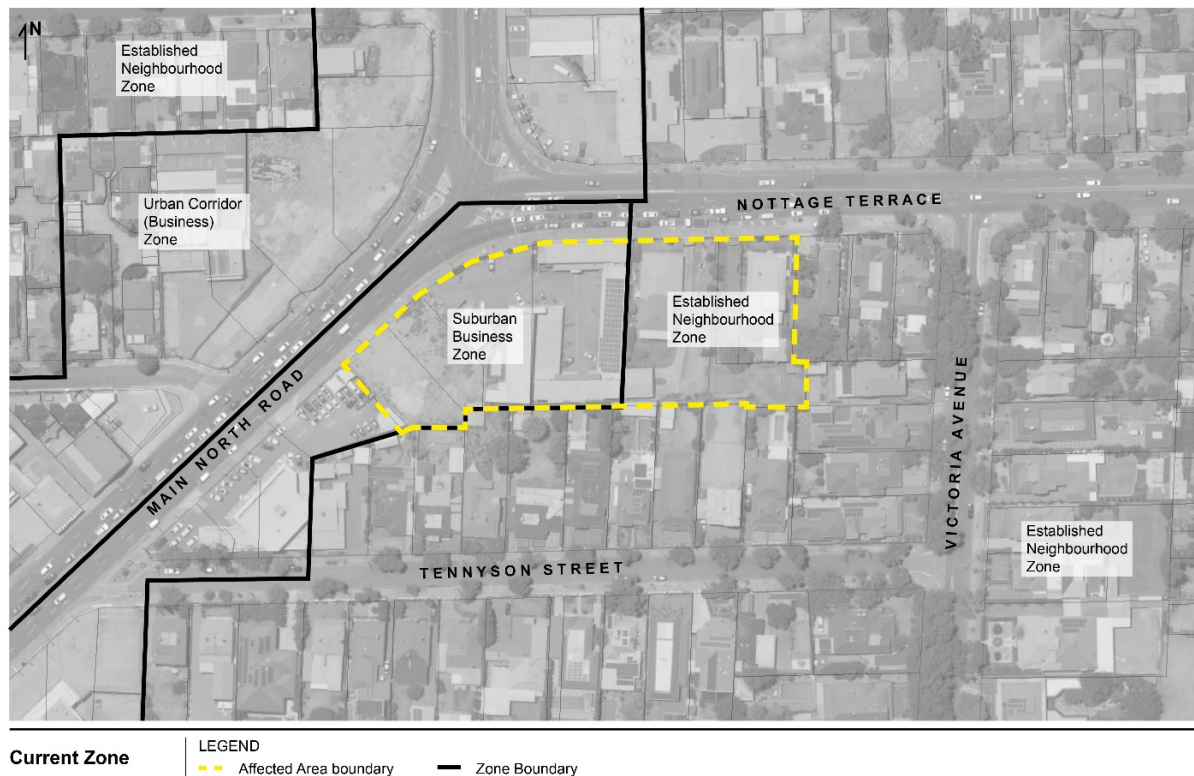 N
Established
Neighbourhood
Zone
Urban Corridor
(Business)
Zone
NOTTAGE TERRACE
Suburban
Business
Zone
Established
Neighbourhood
Zone
MAIN NORTH ROAD
VICTORIA AVENUE
Established
Neighbourhood
Zone
TENNYSON STREET
Current Zone
LEGEND
Affected Area boundary
Zone Boundary